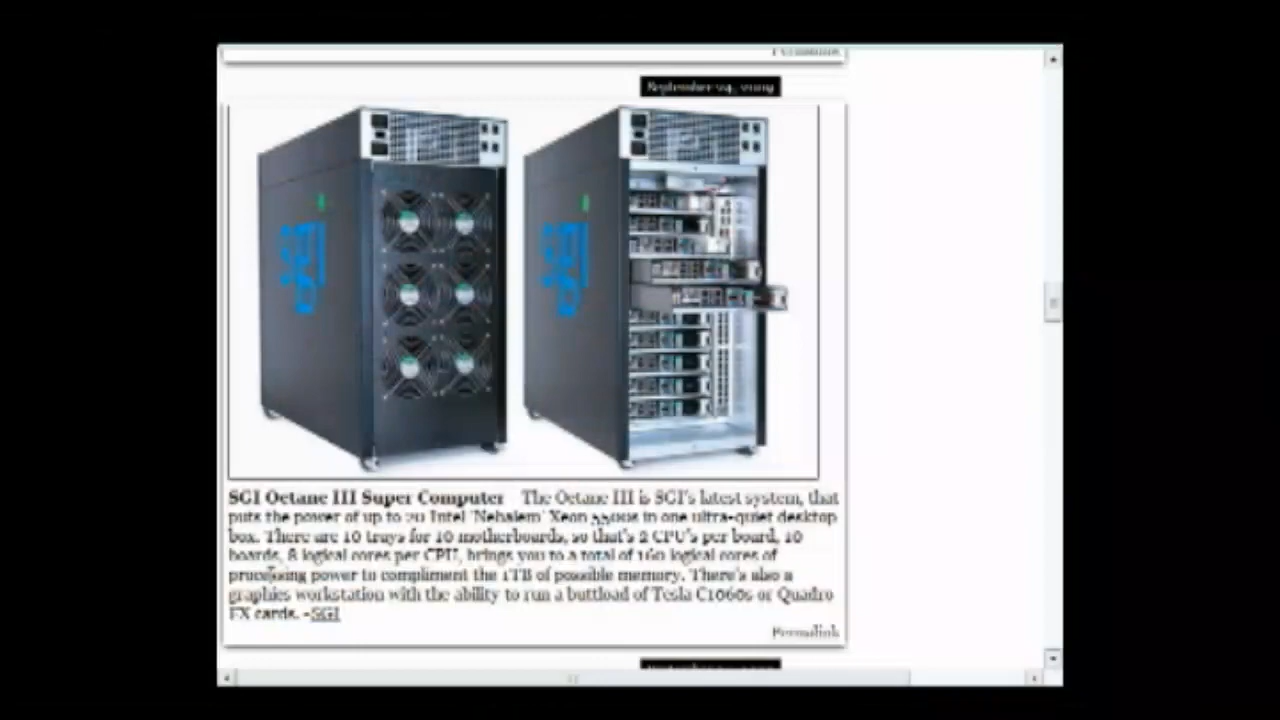 Permalink
September 24, 2009
SGI Octane III Super Computer The Octane III is SGI's latest system, that
puts the power of up to 20 Intel 'Nehalem' Xeon 5500s in one ultra-quiet desktop
box. There are 10 trays for 10 motherboards, so that's 2 CPU's per board, 10
boards, 8 logical cores per CPU, brings you to a total of 160 logical cores of
processing power to compliment the 1TB of possible memory. There's also a
graphics workstation with the ability to run a buttload of Tesla C1060s or Quadro
FX cards. -SGI
Permalink